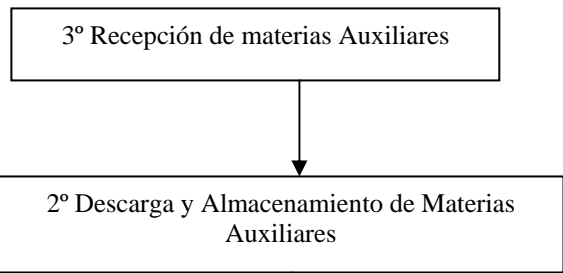 3º Recepción de materias Auxiliares
2º Descarga y Almacenamiento de Materias
Auxiliares